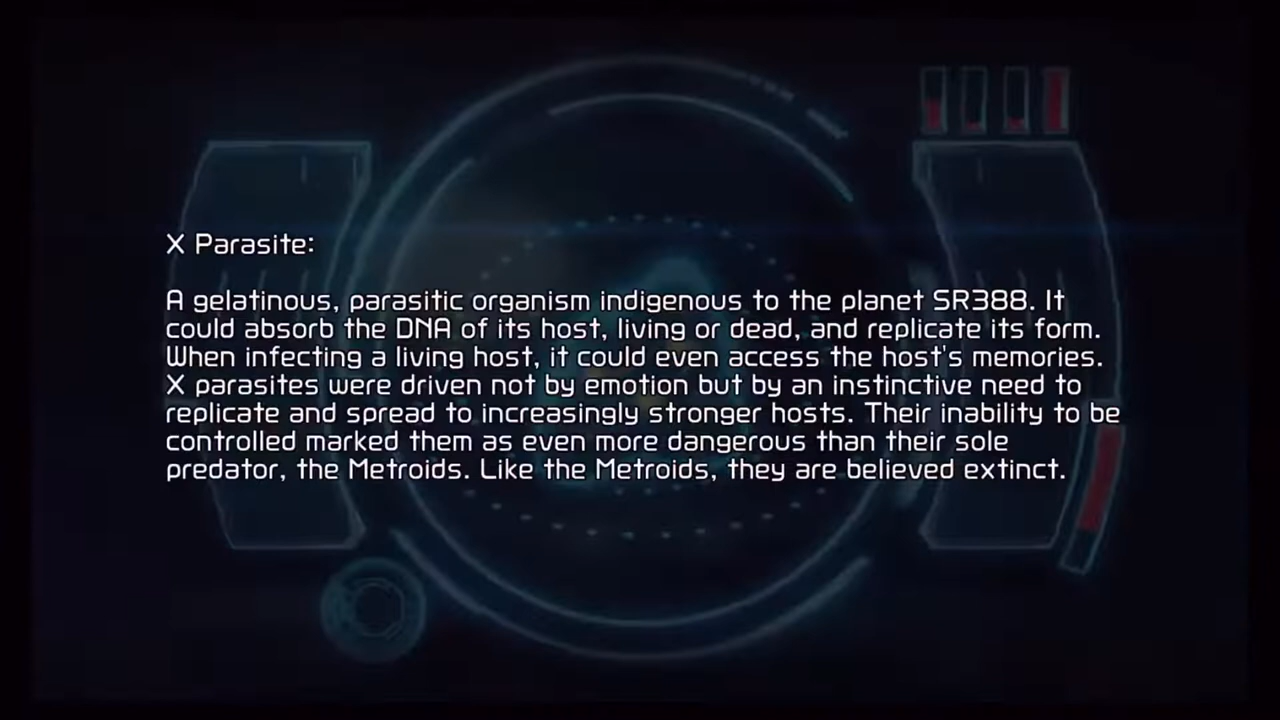 X Parasite:
A gelatinous, parasitic organism indigenous to the planet SR388. It
could absorb the DNA of its host, living or dead, and replicate its form.
When infecting a living host, it could even access the host's memories.
X parasites were driven not by emotion but by an instinctive need to
replicate and spread to increasingly stronger hosts. Their inability to be
controlled marked them as even more dangerous than their sole
predator, the Metroids. Like the Metroids, they are believed extinct.